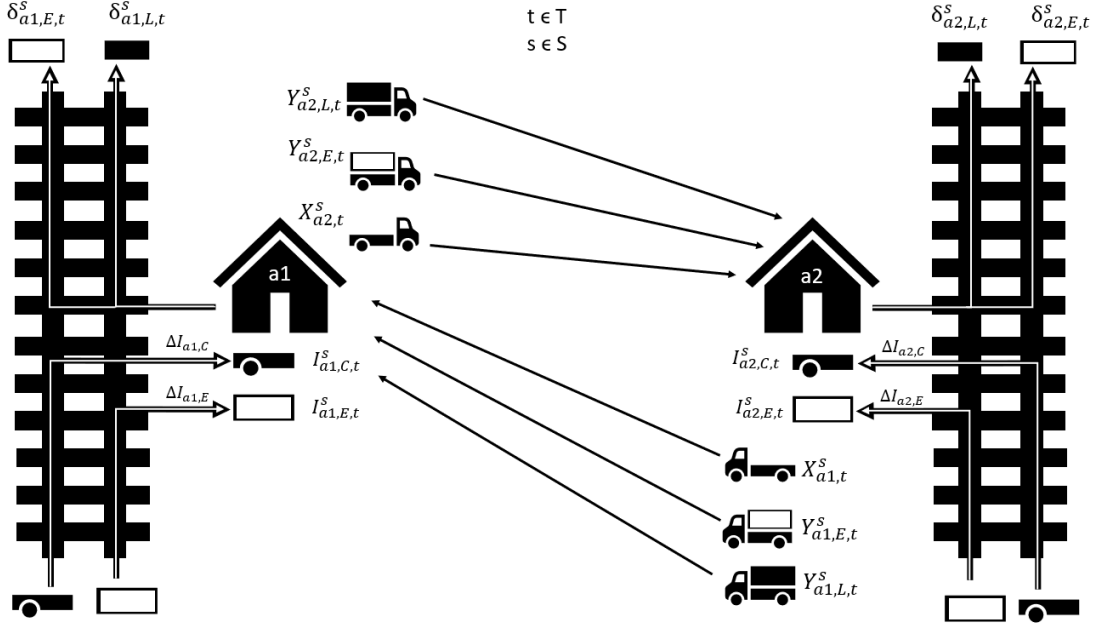 δ^s_{a1,E,t} δ^s_{a1,L,t} t ϵ T δ^s_{a2,L,t} δ^s_{a2,E,t}
s ϵ S
Y^s_{a2,L,t}
Y^s_{a2,E,t}
X^s_{a2,t}
a1 a2
ΔI_{a1,C} I^s_{a1,C,t} I^s_{a2,C,t} ΔI_{a2,C}
ΔI_{a1,E} I^s_{a1,E,t} I^s_{a2,E,t} ΔI_{a2,E}
X^s_{a1,t}
Y^s_{a1,E,t}
Y^s_{a1,L,t}